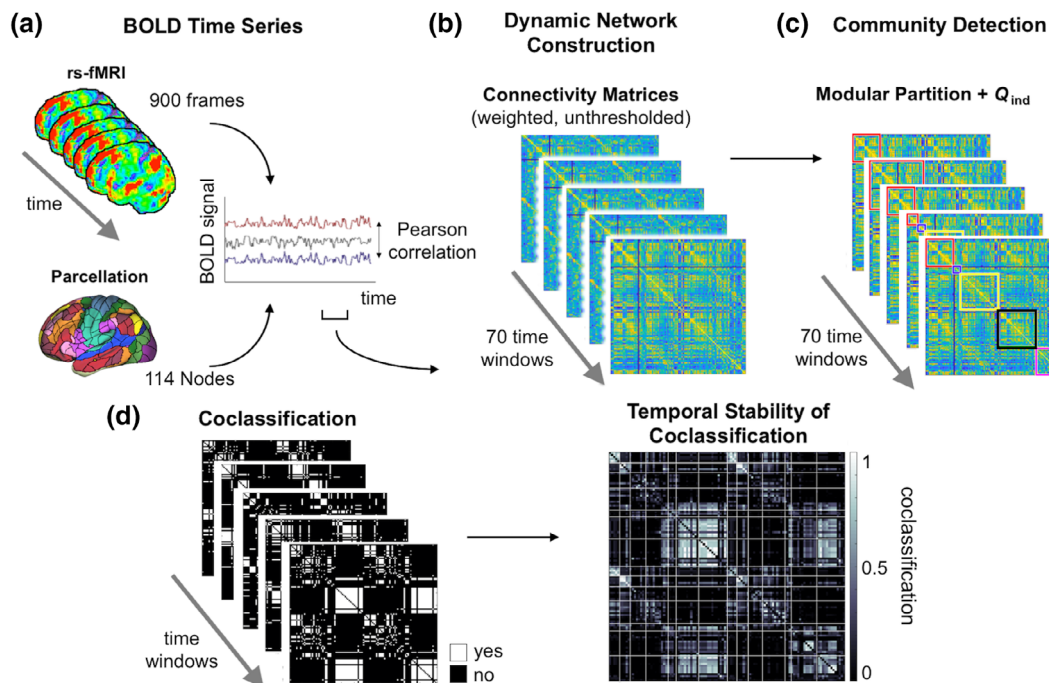 (a)
BOLD Time Series
rs-fMRI
900 frames
time
BOLD signal
Pearson
correlation
time
Parcellation
114 Nodes
(b)
Dynamic Network
Construction
Connectivity Matrices
(weighted, unthresholded)
70 time
windows
(c)
Community Detection
Modular Partition + Qind
70 time
windows
(d)
Coclassification
time
windows
yes
no
Temporal Stability of
Coclassification
1
0.5
0
coclassification